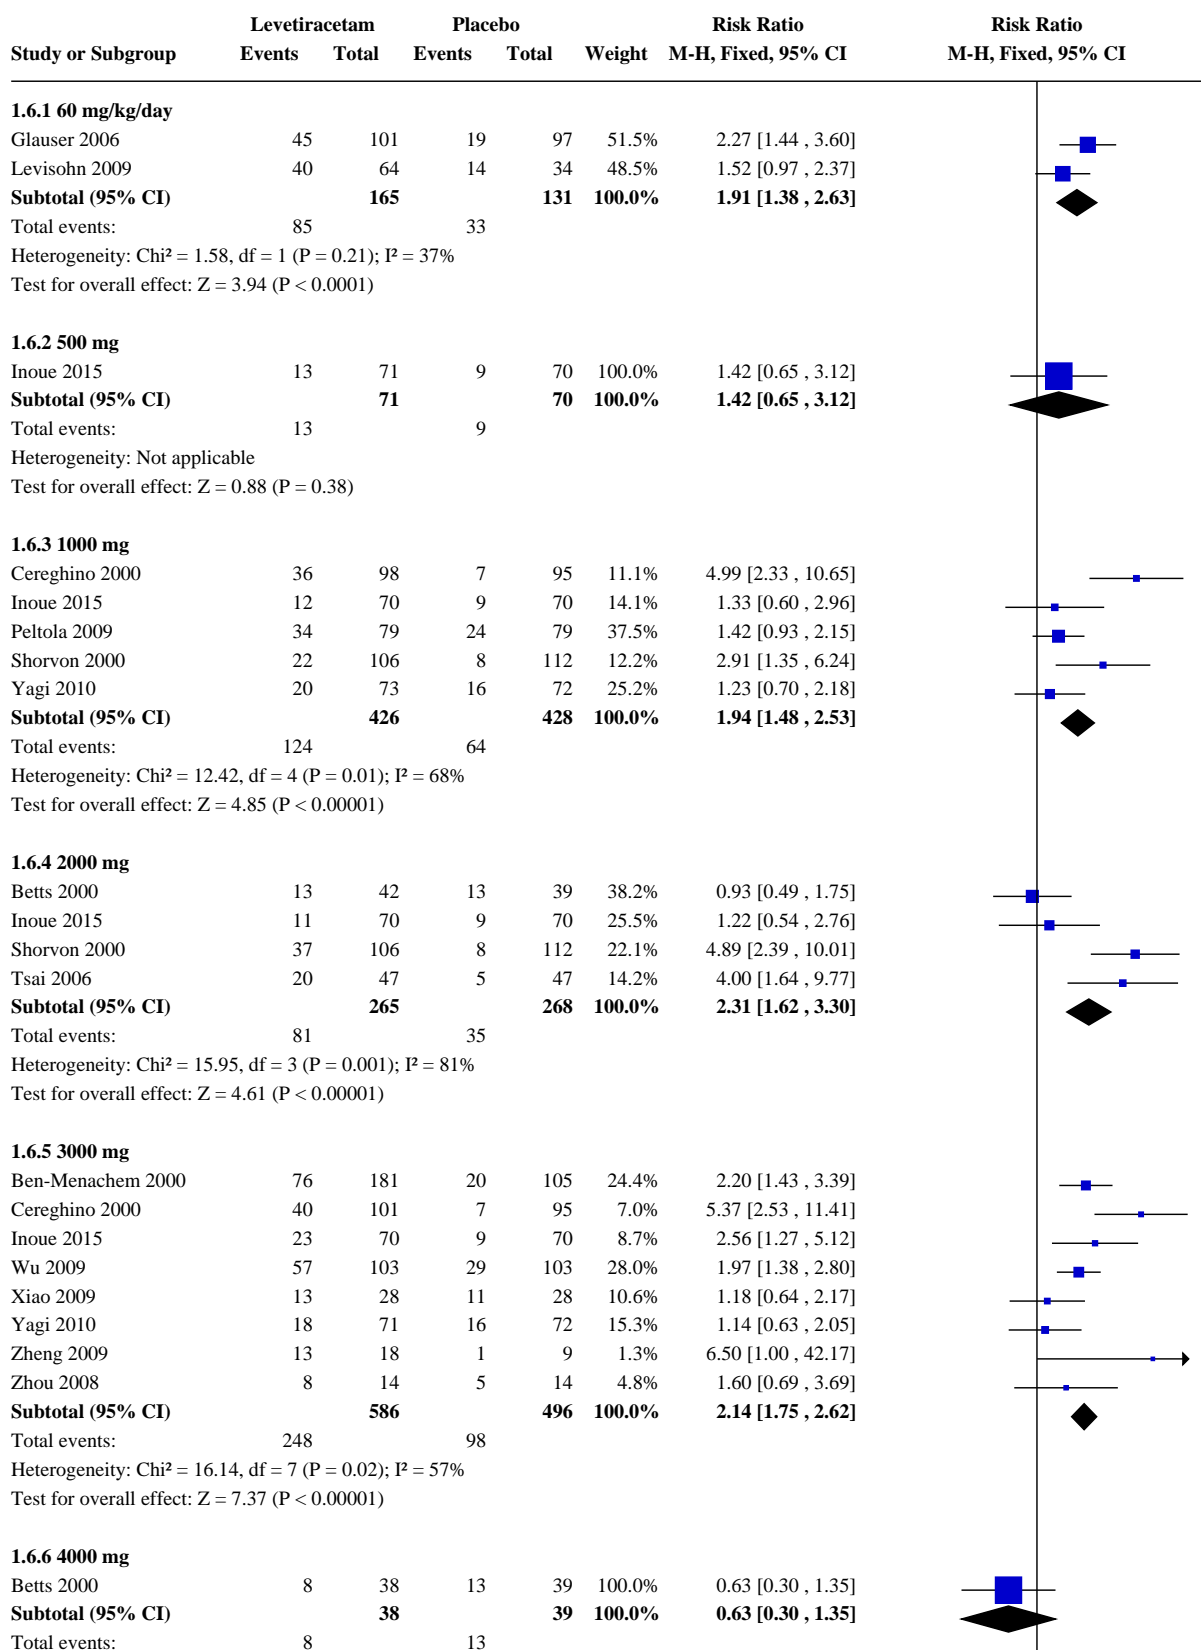 Levetiracetam Placebo Risk Ratio Risk Ratio
Study or Subgroup Events Total Events Total Weight M-H, Fixed, 95% CI M-H, Fixed, 95% CI
1.6.1 60 mg/kg/day
Glauser 2006 45 101 19 97 51.5% 2.27 [1.44 , 3.60]
Levisohn 2009 40 64 14 34 48.5% 1.52 [0.97 , 2.37]
Subtotal (95% CI) 165 131 100.0% 1.91 [1.38 , 2.63]
Total events: 85 33
Heterogeneity: Chi² = 1.58, df = 1 (P = 0.21); I² = 37%
Test for overall effect: Z = 3.94 (P < 0.0001)
1.6.2 500 mg
Inoue 2015 13 71 9 70 100.0% 1.42 [0.65 , 3.12]
Subtotal (95% CI) 71 70 100.0% 1.42 [0.65 , 3.12]
Total events: 13 9
Heterogeneity: Not applicable
Test for overall effect: Z = 0.88 (P = 0.38)
1.6.3 1000 mg
Cereghino 2000 36 98 7 95 11.1% 4.99 [2.33 , 10.65]
Inoue 2015 12 70 9 70 14.1% 1.33 [0.60 , 2.96]
Peltola 2009 34 79 24 79 37.5% 1.42 [0.93 , 2.15]
Shorvon 2000 22 106 8 112 12.2% 2.91 [1.35 , 6.24]
Yagi 2010 20 73 16 72 25.2% 1.23 [0.70 , 2.18]
Subtotal (95% CI) 426 428 100.0% 1.94 [1.48 , 2.53]
Total events: 124 64
Heterogeneity: Chi² = 12.42, df = 4 (P = 0.01); I² = 68%
Test for overall effect: Z = 4.85 (P < 0.00001)
1.6.4 2000 mg
Betts 2000 13 42 13 39 38.2% 0.93 [0.49 , 1.75]
Inoue 2015 11 70 9 70 25.5% 1.22 [0.54 , 2.76]
Shorvon 2000 37 106 8 112 22.1% 4.89 [2.39 , 10.01]
Tsai 2006 20 47 5 47 14.2% 4.00 [1.64 , 9.77]
Subtotal (95% CI) 265 268 100.0% 2.31 [1.62 , 3.30]
Total events: 81 35
Heterogeneity: Chi² = 15.95, df = 3 (P = 0.001); I² = 81%
Test for overall effect: Z = 4.61 (P < 0.00001)
1.6.5 3000 mg
Ben-Menachem 2000 76 181 20 105 24.4% 2.20 [1.43 , 3.39]
Cereghino 2000 40 101 7 95 7.0% 5.37 [2.53 , 11.41]
Inoue 2015 23 70 9 70 8.7% 2.56 [1.27 , 5.12]
Wu 2009 57 103 29 103 28.0% 1.97 [1.38 , 2.80]
Xiao 2009 13 28 11 28 10.6% 1.18 [0.64 , 2.17]
Yagi 2010 18 71 16 72 15.3% 1.14 [0.63 , 2.05]
Zheng 2009 13 18 1 9 1.3% 6.50 [1.00 , 42.17]
Zhou 2008 8 14 5 14 4.8% 1.60 [0.69 , 3.69]
Subtotal (95% CI) 586 496 100.0% 2.14 [1.75 , 2.62]
Total events: 248 98
Heterogeneity: Chi² = 16.14, df = 7 (P = 0.02); I² = 57%
Test for overall effect: Z = 7.37 (P < 0.00001)
1.6.6 4000 mg
Betts 2000 8 38 13 39 100.0% 0.63 [0.30 , 1.35]
Subtotal (95% CI) 38 39 100.0% 0.63 [0.30 , 1.35]
Total events: 8 13